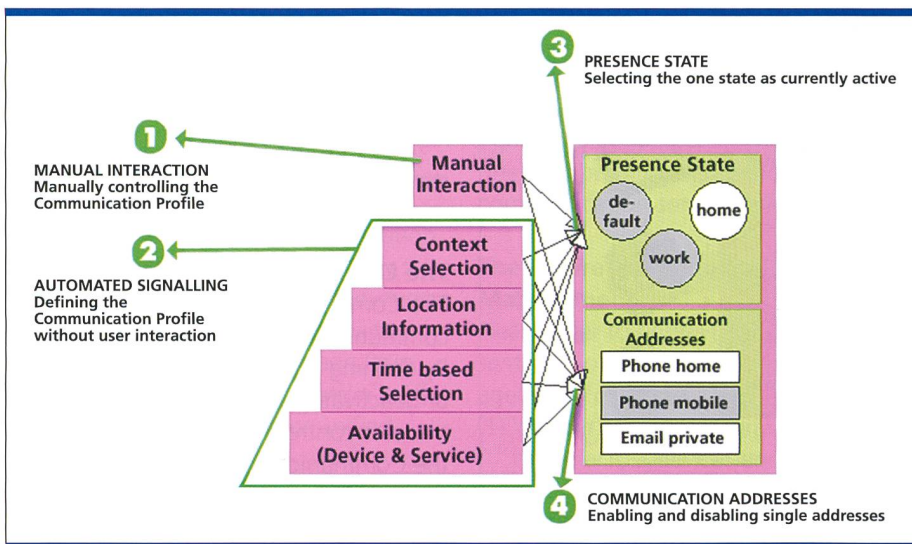 3
PRESENCE STATE
Selecting the one state as currently active
1
MANUAL INTERACTION
Manually controlling the
Communication Profile
2
AUTOMATED SIGNALLING
Defining the
Communication Profile
without user interaction
Manual
Interaction
Context
Selection
Location
Information
Time based
Selection
Availability
(Device & Service)
Presence State
de-
fault
home
work
Communication
Addresses
Phone home
Phone mobile
Email private
4
COMMUNICATION ADDRESSES
Enabling and disabling single addresses